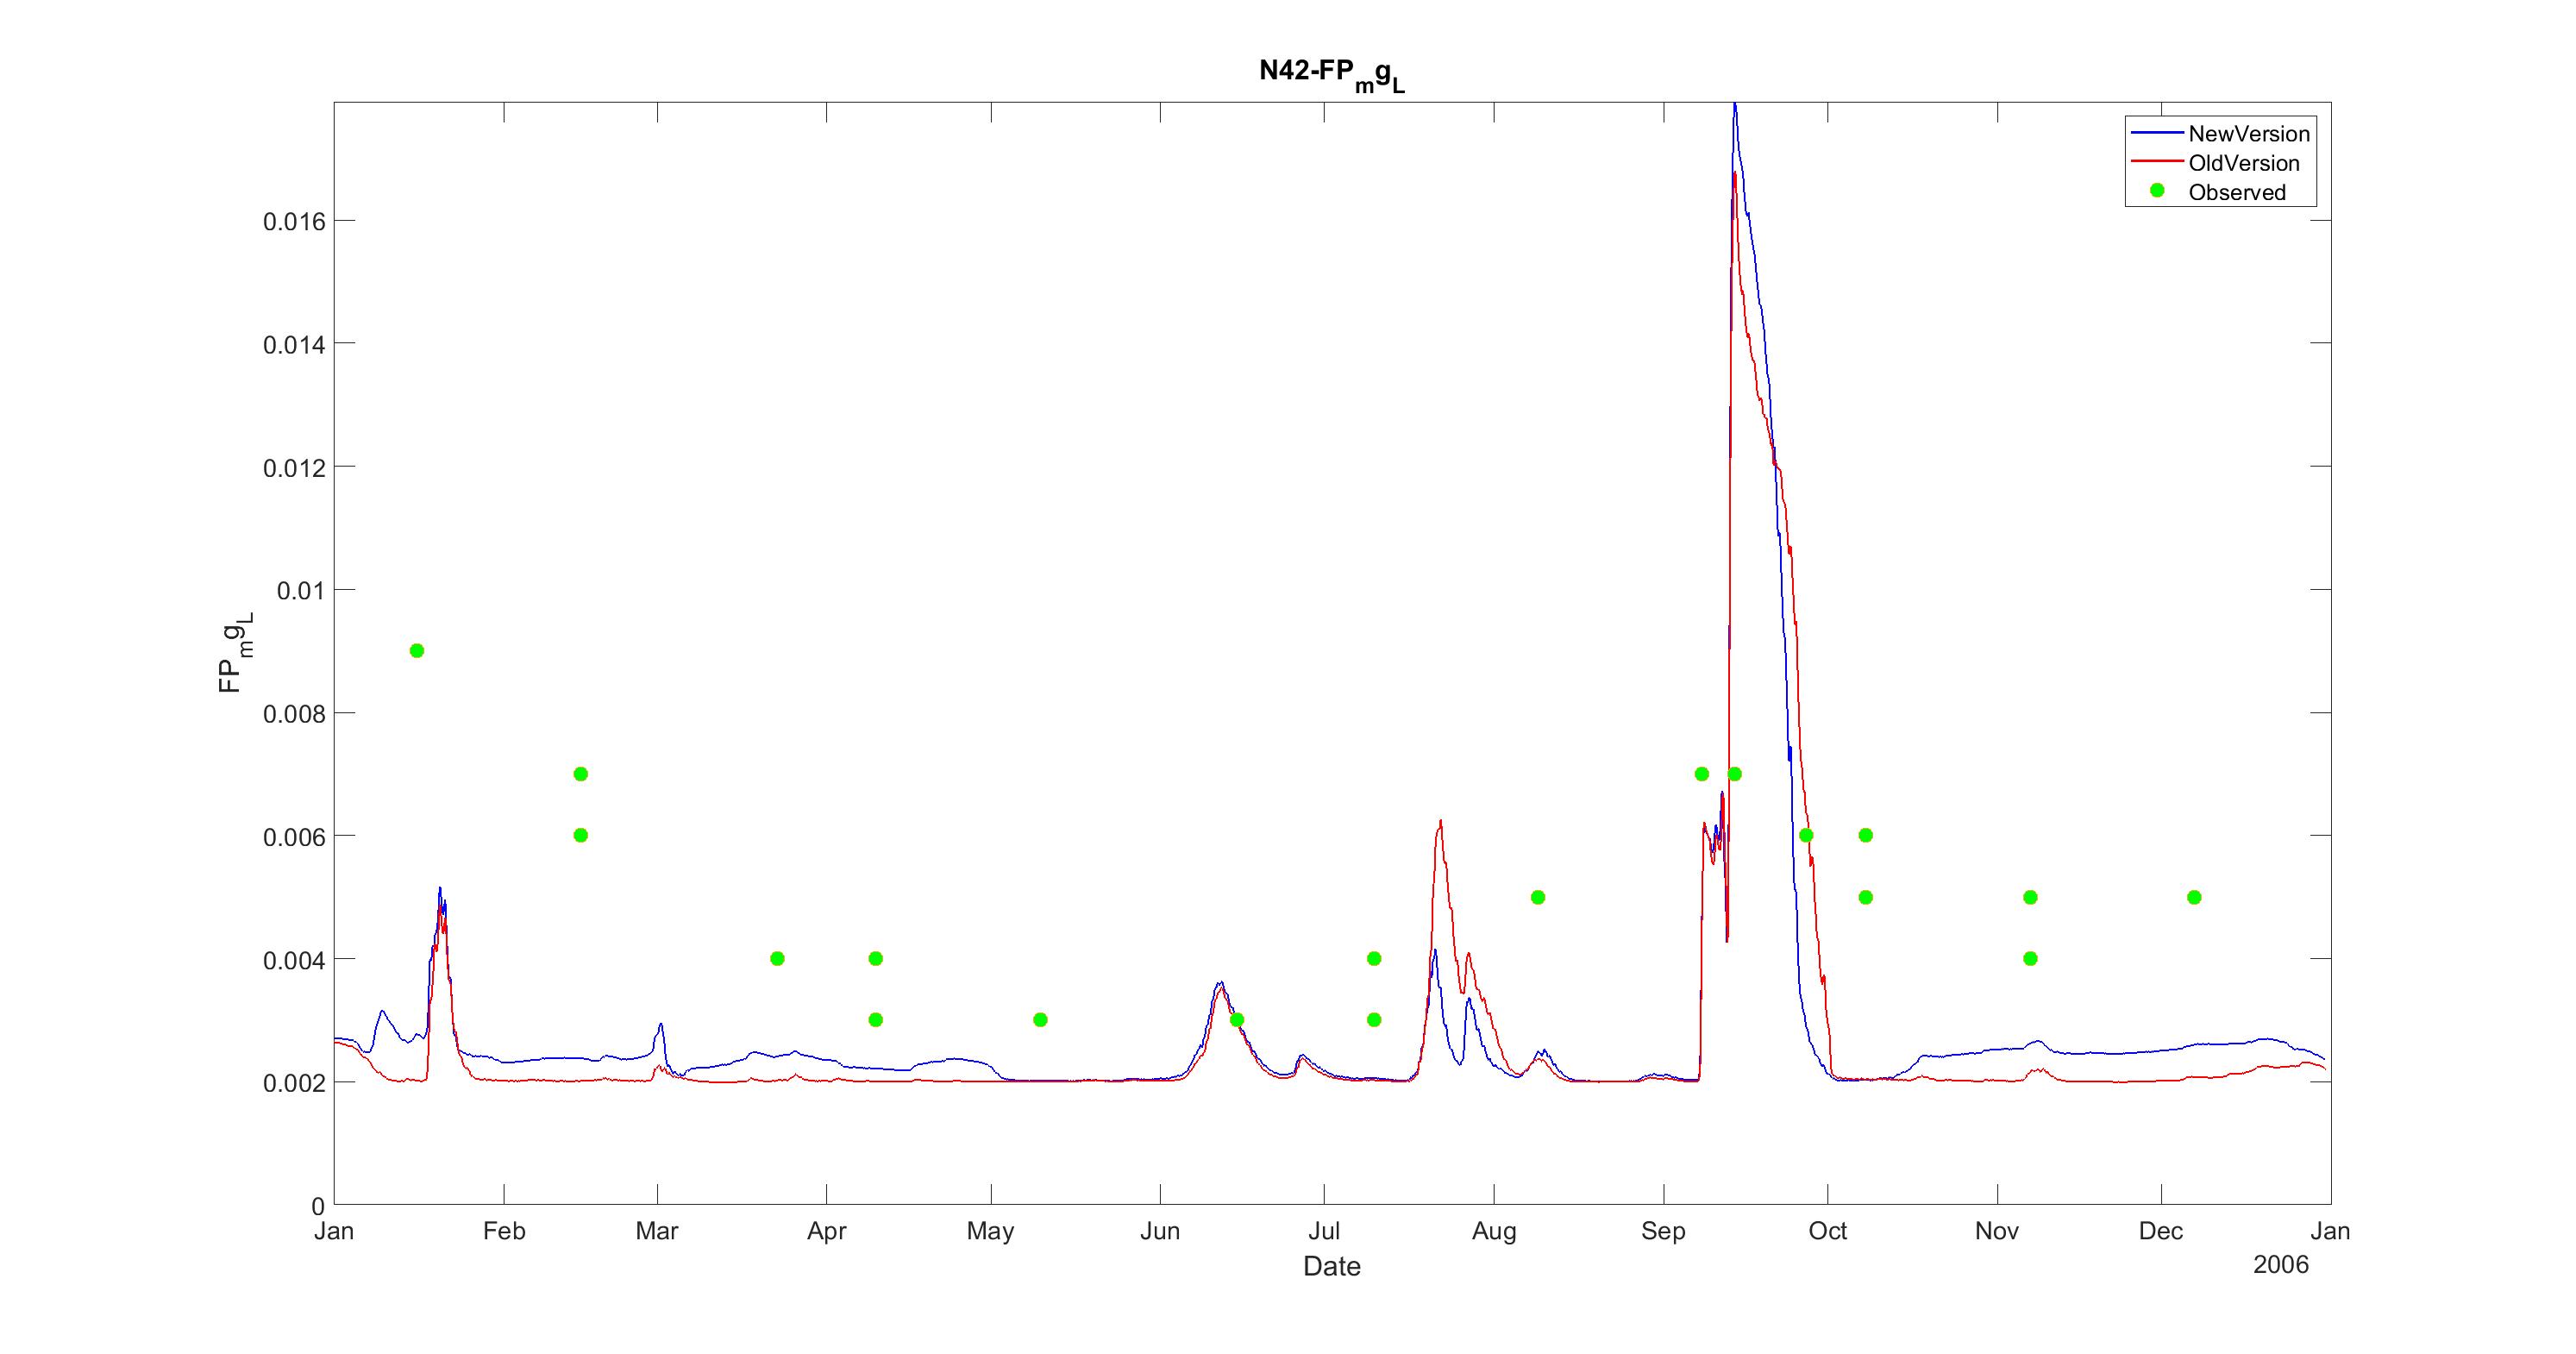 N42-FPmgL
NewVersion
OldVersion
Observed
0.016
0.014
0.012
0.01
0.008
0.006
0.004
0.002
0
FPmgL
Jan Feb Mar Apr May Jun Jul Aug Sep Oct Nov Dec Jan
Date
2006